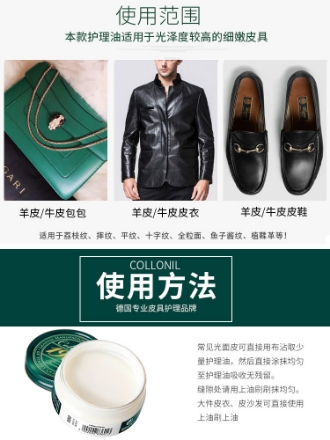 使用范围
本款护理油适用于光泽度较高的细嫩皮具
GARI
羊皮/牛皮包包
羊皮/牛皮皮衣
羊皮/牛皮皮鞋
适用于荔枝纹、摔纹、平纹、十字纹、全粒面、鱼子酱纹、植鞣革等!
COLLONIL
使用方法
德国专业皮具护理品牌
常见光面皮可直接用布沾取少
量护理油。然后直接涂抹均匀
至护理油吸收无残留。
缝隙处请用上油刷刷抹均匀。
大件皮衣、皮沙发可直接使用
上油刷上油